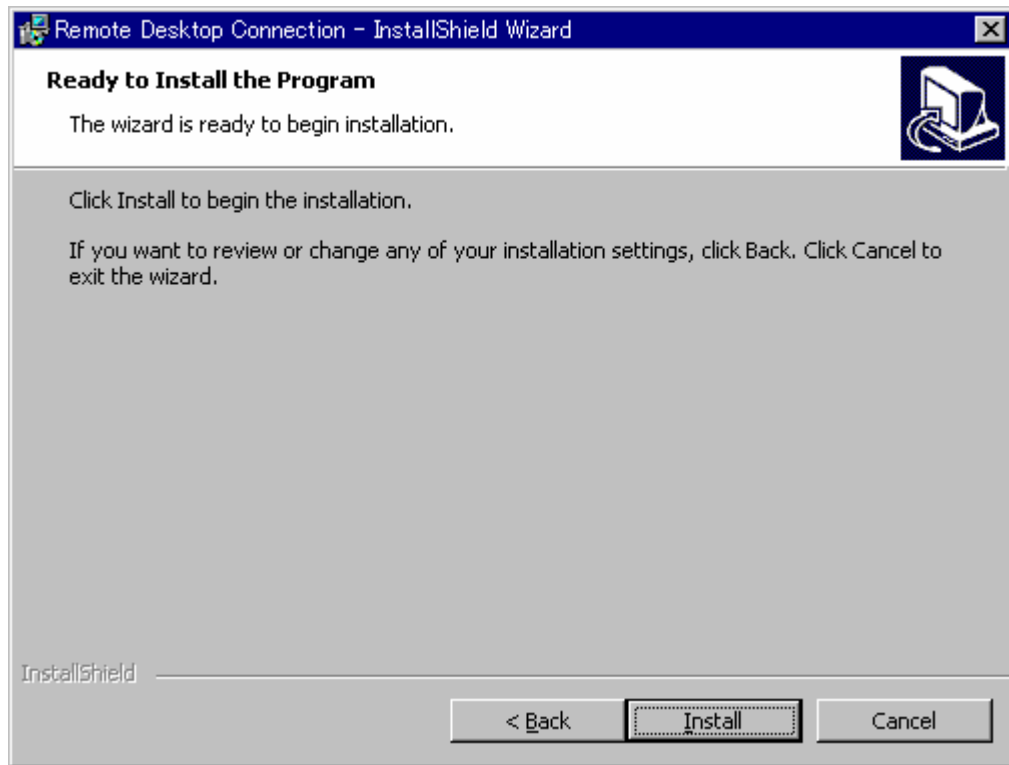 Remote Desktop Connection - InstallShield Wizard
Ready to Install the Program
The wizard is ready to begin installation.
Click Install to begin the installation.
If you want to review or change any of your installation settings, click Back. Click Cancel to
exit the wizard.
InstallShield
< Back
Install
Cancel